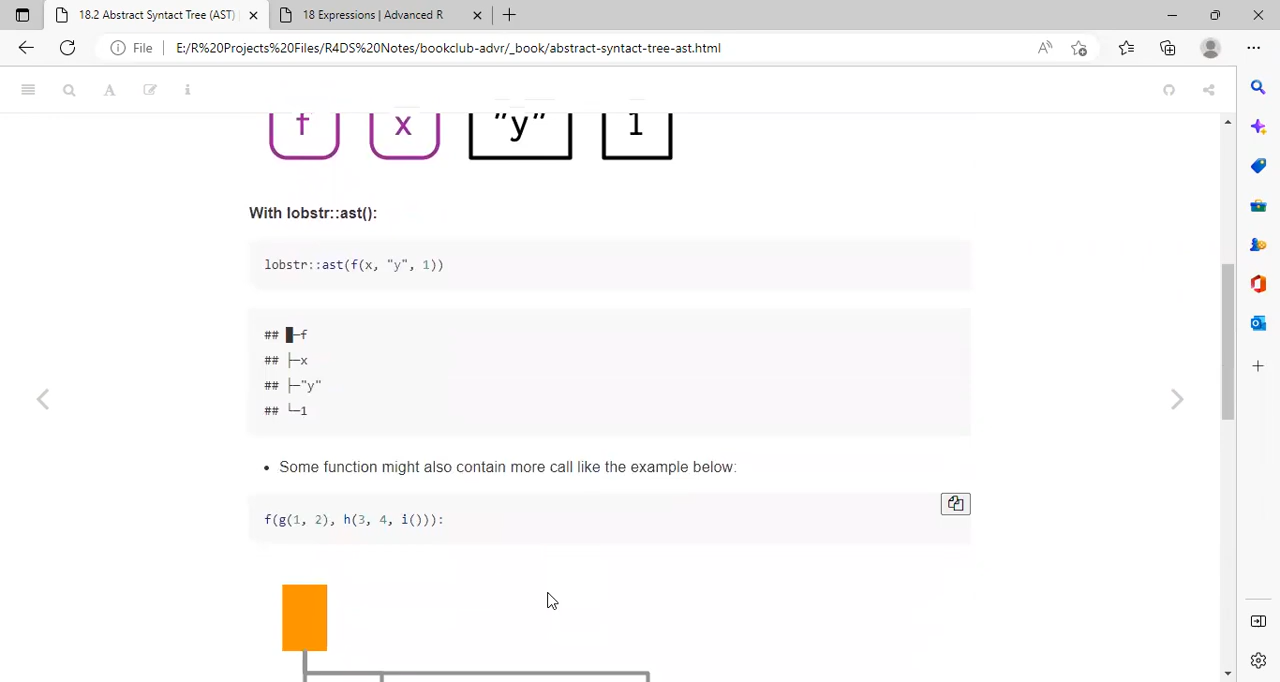 18.2 Abstract Syntact Tree (AST)
18 Expressions | Advanced R
File
E:/R%20Projects%20Files/R4DS%20Notes/bookclub-advr/_book/abstract-syntact-tree-ast.html
f x "y" 1
With lobstr::ast():
lobstr::ast(f(x, "y", 1))
## █─f
## ├─x
## ├─"y"
## └─1
• Some function might also contain more call like the example below:
f(g(1, 2), h(3, 4, i())):